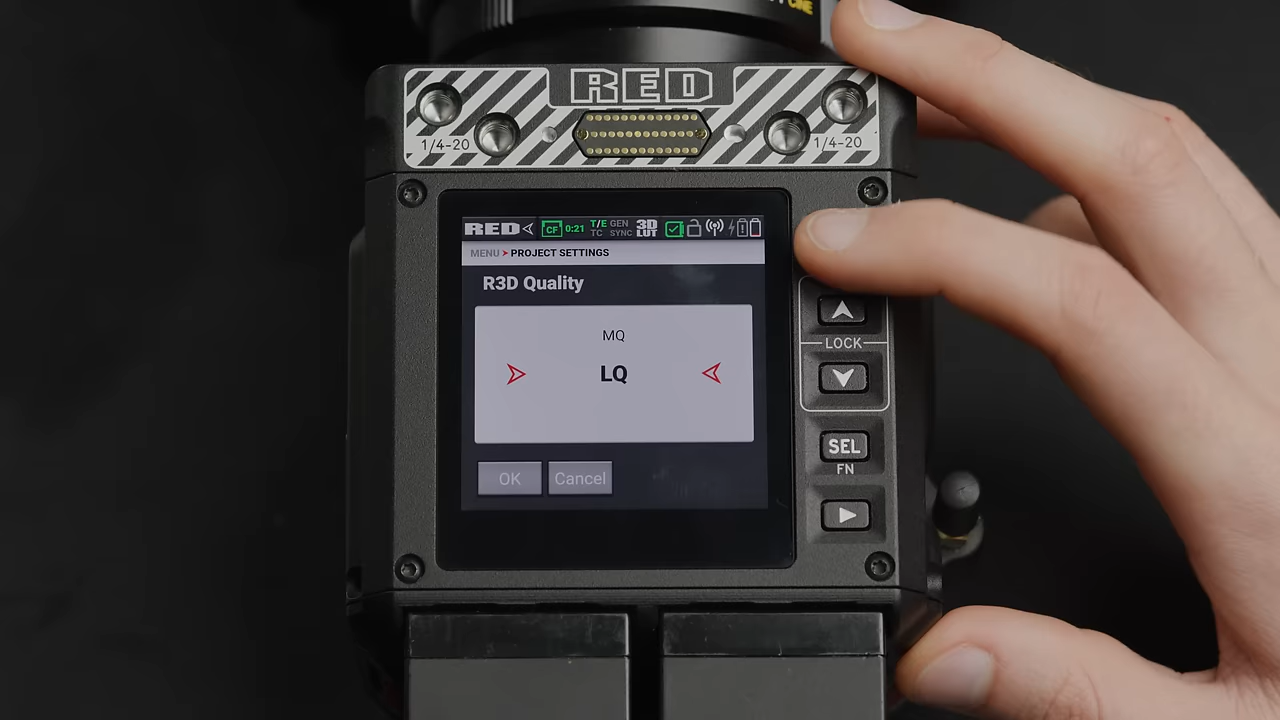 CINE
RED
1/4-20
1/4-20
RED CF 0:21 T/E TC GEN SYNC 3D LUT
MENU > PROJECT SETTINGS
R3D Quality
MQ
LQ
OK Cancel
LOCK
SEL
FN